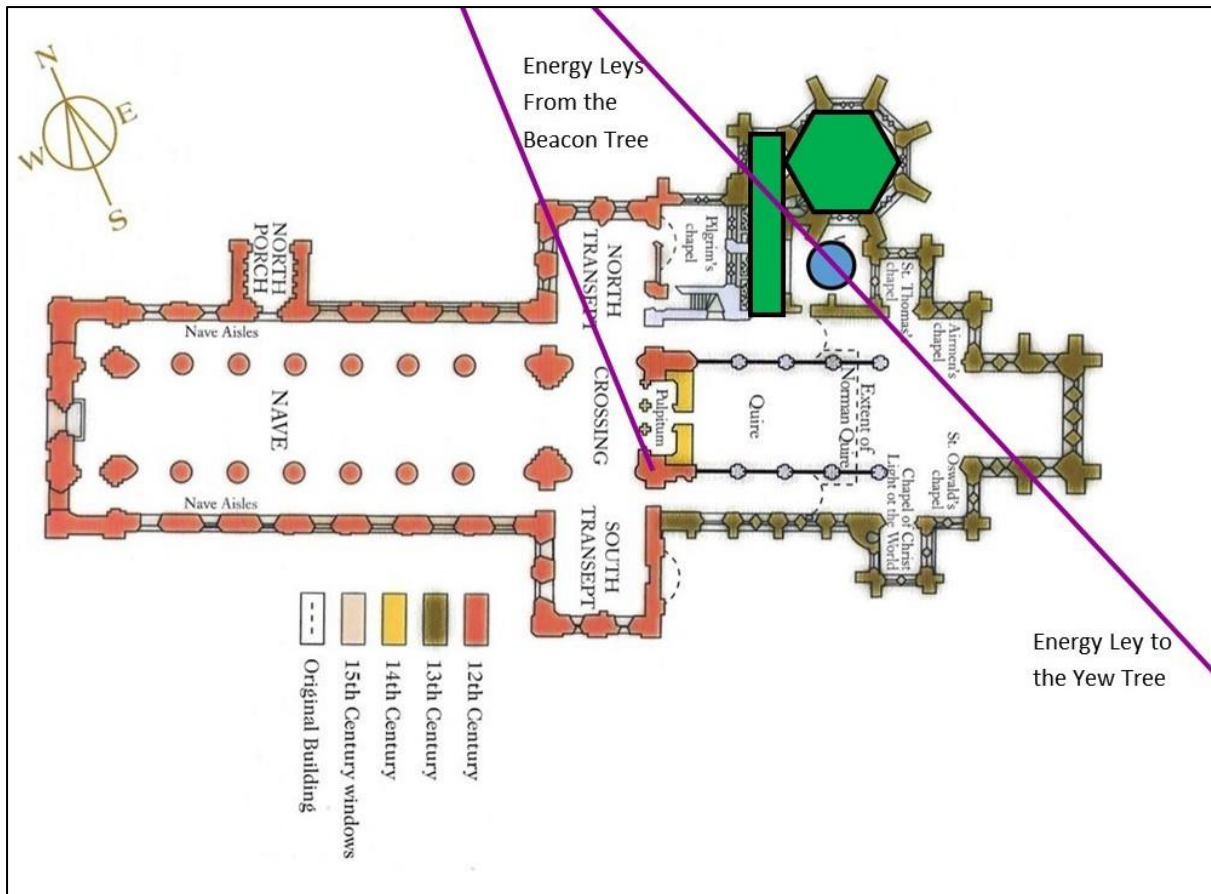 N
E
W
S
Energy Leys
From the
Beacon Tree
NORTH
PORCH
Nave Aisles
NAVE
Nave Aisles
NORTH
TRANSEPT
CROSSING
SOUTH
TRANSEPT
Pilgrim's
chapel
Pulpitum
Quire
Extent of
Norman Quire
St. Thomas'
chapel
Airmen's
chapel
St. Oswald's
chapel
Chapel of Christ
Light ot the World
Energy Ley to
the Yew Tree
12th Century
13th Century
14th Century
15th Century windows
Original Building